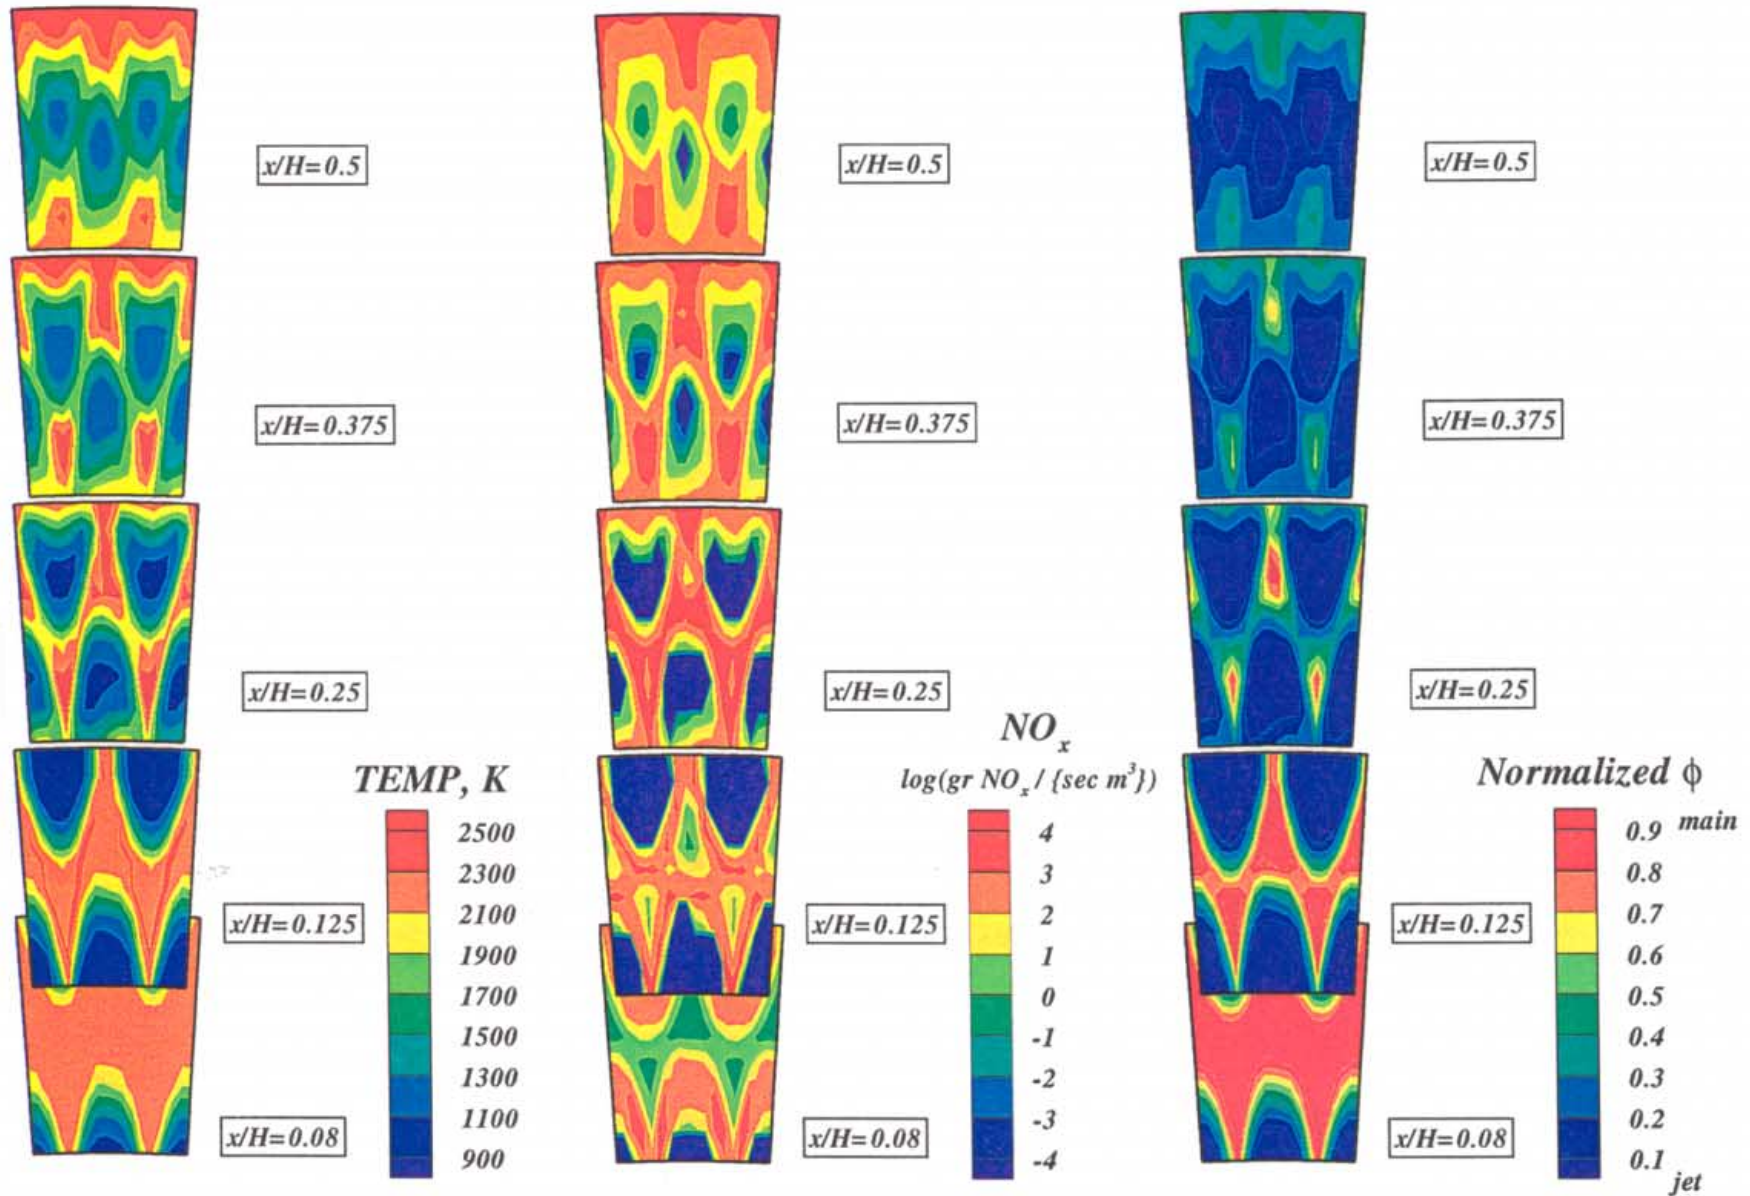 x/H=0.5
x/H=0.5
x/H=0.5
x/H=0.375
x/H=0.375
x/H=0.375
x/H=0.25
x/H=0.25
x/H=0.25
x/H=0.125
x/H=0.125
x/H=0.125
x/H=0.08
x/H=0.08
x/H=0.08
TEMP, K
2500
2300
2100
1900
1700
1500
1300
1100
900
NOₓ
log(gr NOₓ / {sec m³})
4
3
2
1
0
-1
-2
-3
-4
Normalized ϕ
0.9 main
0.8
0.7
0.6
0.5
0.4
0.3
0.2
0.1
jet